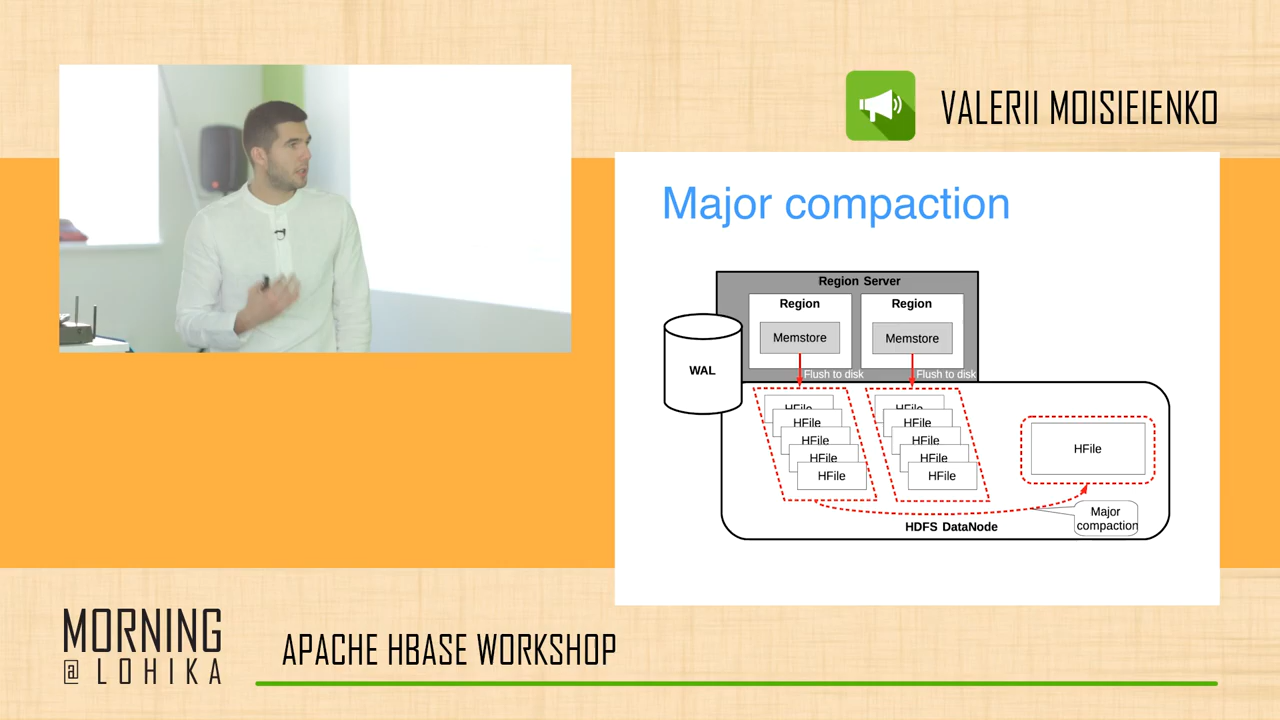 VALERII MOISIEIENKO
Major compaction
Region Server
Region
Region
Memstore
Memstore
WAL
Flush to disk
Flush to disk
HFile
HFile
HFile
HFile
HFile
HFile
HFile
HFile
HFile
HFile
HFile
Major
compaction
HDFS DataNode
MORNING
@ LOHIKA
APACHE HBASE WORKSHOP